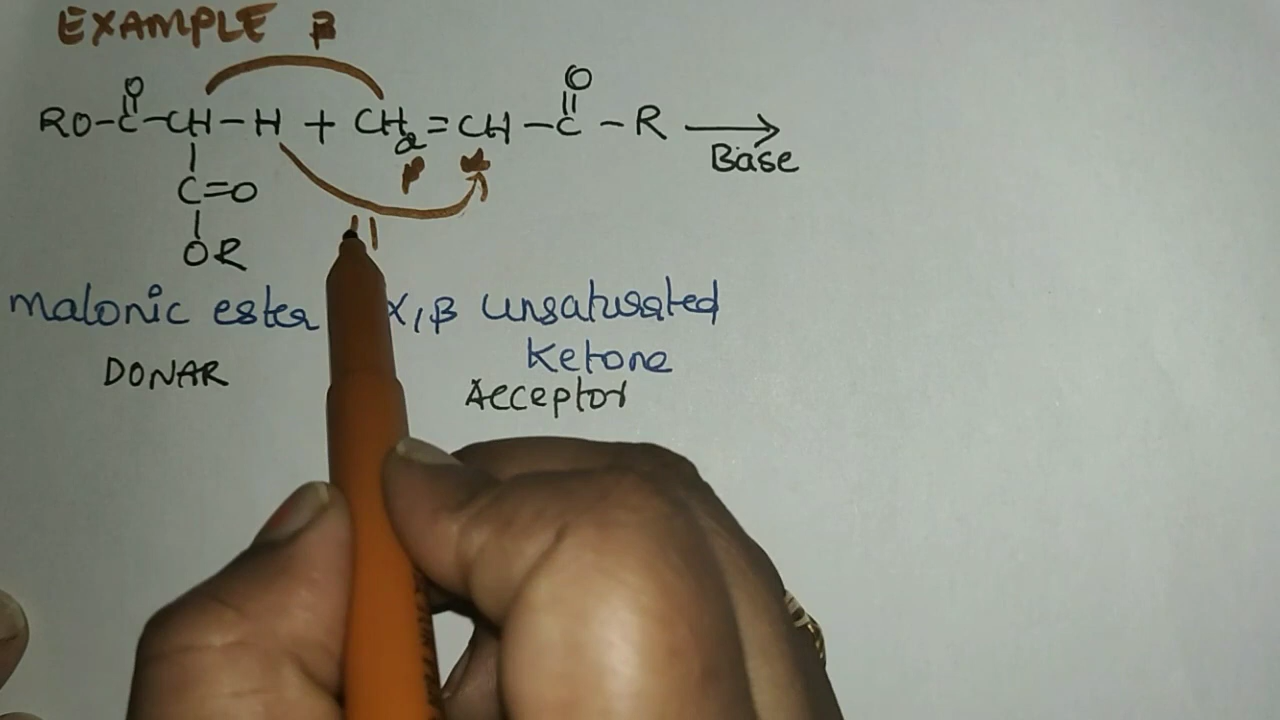 EXAMPLE β
O O
RO-C-CH-H + CH2=CH-C-R →
Base
β α
C=O
OR
malonic ester α,β unsaturated
Ketone
DONAR
Acceptor